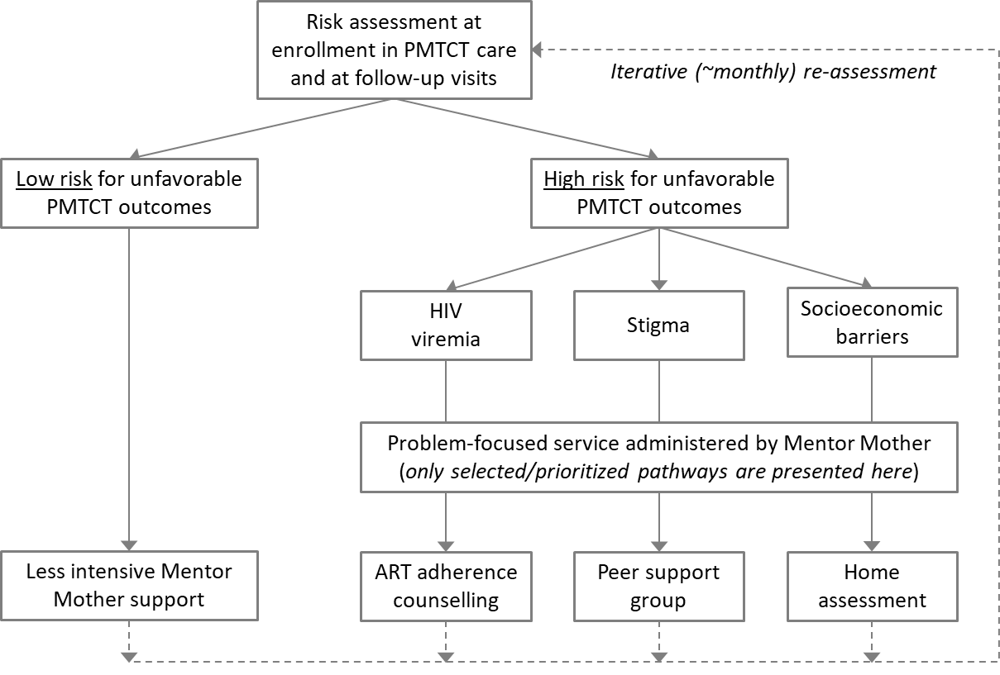 Risk assessment at
enrollment in PMTCT care
and at follow-up visits
Iterative (~monthly) re-assessment
Low risk for unfavorable
PMTCT outcomes
High risk for unfavorable
PMTCT outcomes
HIV
viremia
Stigma
Socioeconomic
barriers
Problem-focused service administered by Mentor Mother
(only selected/prioritized pathways are presented here)
Less intensive Mentor
Mother support
ART adherence
counselling
Peer support
group
Home
assessment